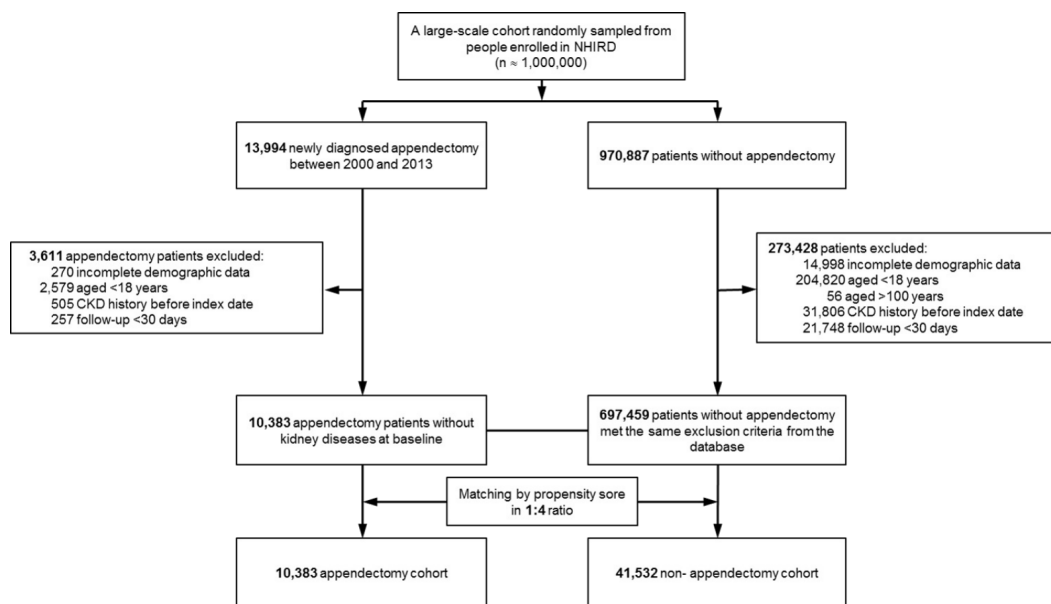 A large-scale cohort randomly sampled from
people enrolled in NHIRD
(n ≈ 1,000,000)
13,994 newly diagnosed appendectomy
between 2000 and 2013
970,887 patients without appendectomy
3,611 appendectomy patients excluded:
270 incomplete demographic data
2,579 aged <18 years
505 CKD history before index date
257 follow-up <30 days
273,428 patients excluded:
14,998 incomplete demographic data
204,820 aged <18 years
56 aged >100 years
31,806 CKD history before index date
21,748 follow-up <30 days
10,383 appendectomy patients without
kidney diseases at baseline
697,459 patients without appendectomy
met the same exclusion criteria from the
database
Matching by propensity sore
in 1:4 ratio
10,383 appendectomy cohort
41,532 non- appendectomy cohort